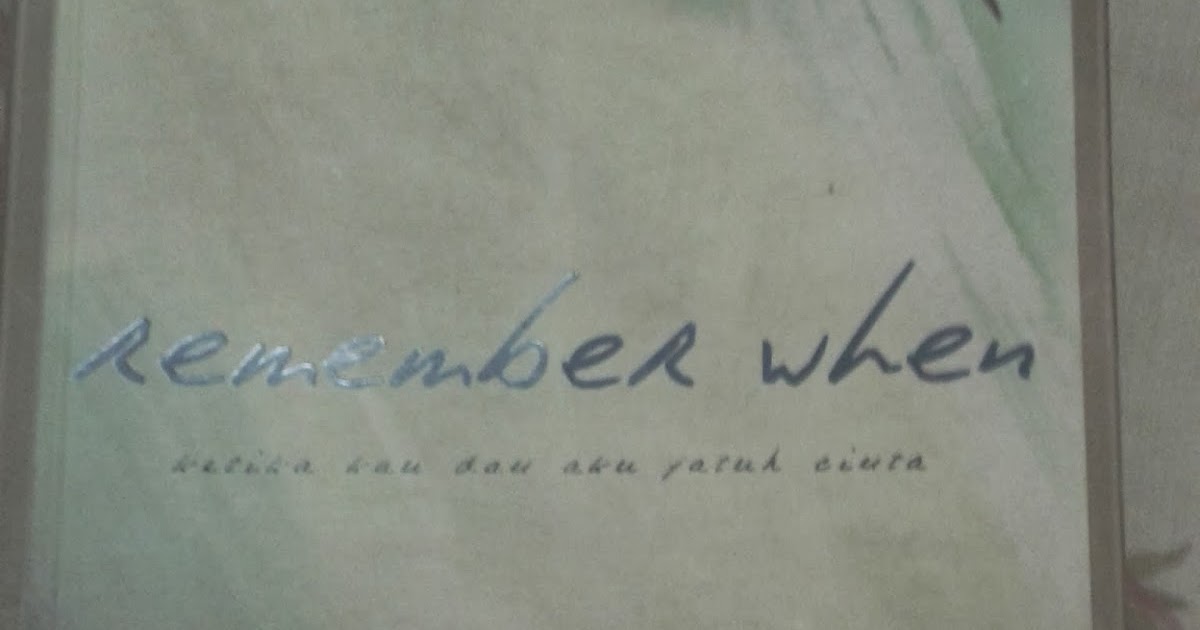 remember when
ketika kau dan aku jatuh cinta